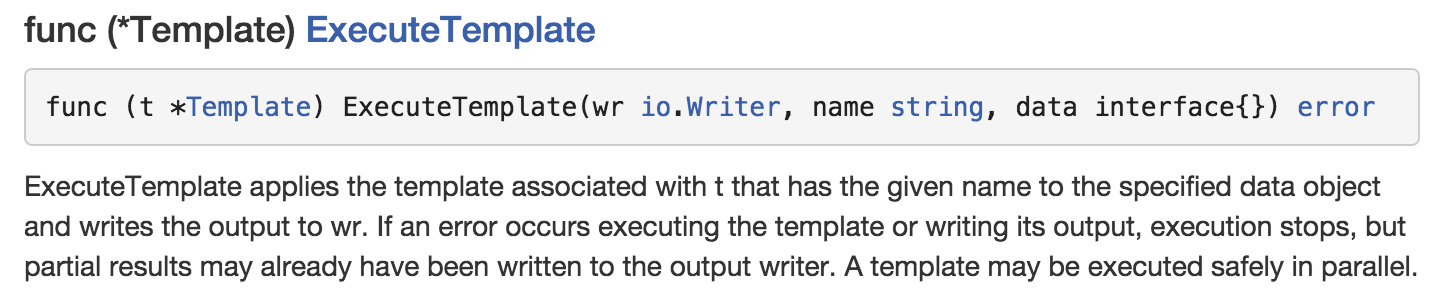 func (*Template) ExecuteTemplate
func (t *Template) ExecuteTemplate(wr io.Writer, name string, data interface{}) error
ExecuteTemplate applies the template associated with t that has the given name to the specified data object
and writes the output to wr. If an error occurs executing the template or writing its output, execution stops, but
partial results may already have been written to the output writer. A template may be executed safely in parallel.